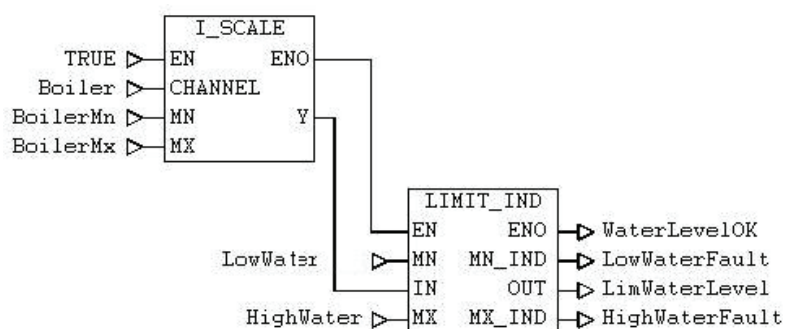 I_SCALE
TRUE EN ENO
Boiler CHANNEL
BoilerMn MN Y
BoilerMx MX
LIMIT_IND
EN ENO WaterLevelOK
LowWater MN MN_IND LowWaterFault
IN OUT LimWaterLevel
HighWater MX MX_IND HighWaterFault